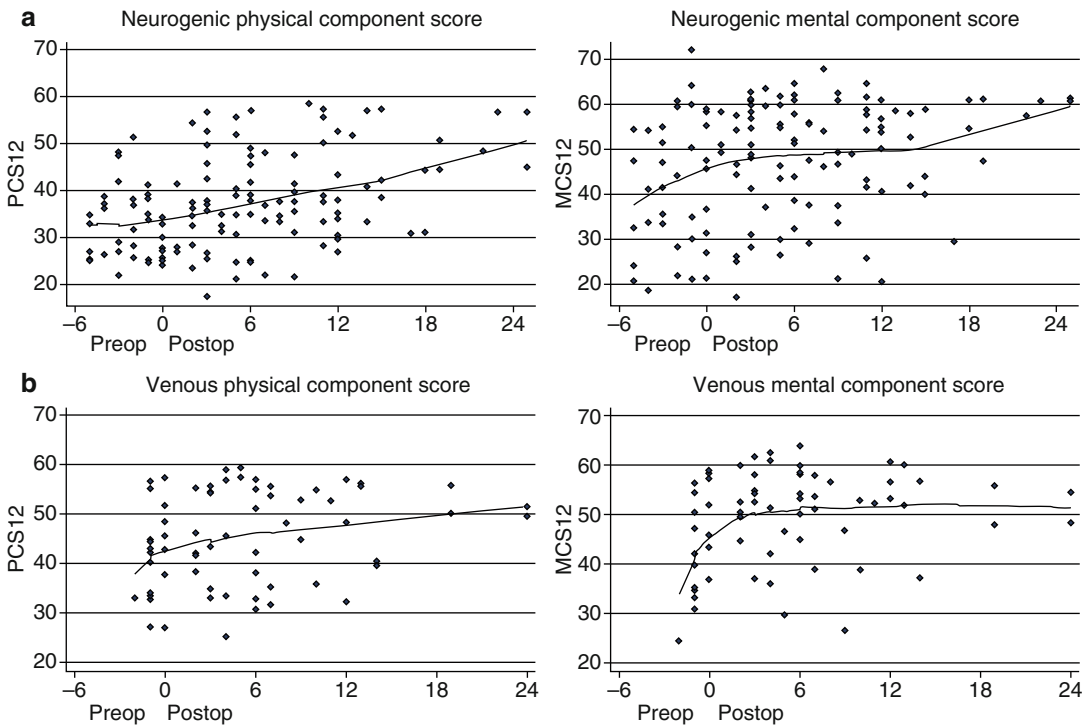 a
Neurogenic physical component score
PCS12
70
60
50
40
30
20
–6 0 6 12 18 24
Preop Postop
Neurogenic mental component score
MCS12
70
60
50
40
30
20
–6 0 6 12 18 24
Preop Postop
b
Venous physical component score
PCS12
70
60
50
40
30
20
–6 0 6 12 18 24
Preop Postop
Venous mental component score
MCS12
70
60
50
40
30
20
–6 0 6 12 18 24
Preop Postop